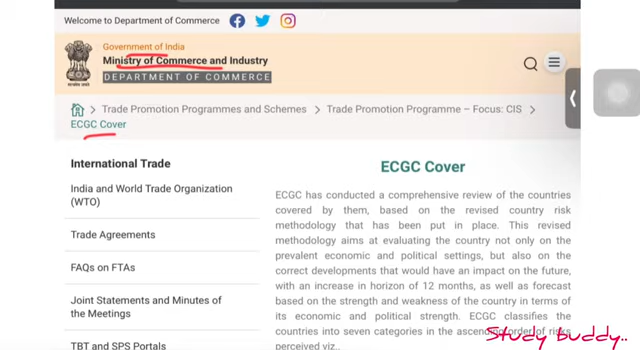 Welcome to Department of Commerce
Government of India
Ministry of Commerce and Industry
DEPARTMENT OF COMMERCE
Trade Promotion Programmes and Schemes > Trade Promotion Programme – Focus: CIS >
ECGC Cover
International Trade
India and World Trade Organization
(WTO)
Trade Agreements
FAQs on FTAs
Joint Statements and Minutes of
the Meetings
TBT and SPS Portals
ECGC Cover
ECGC has conducted a comprehensive review of the countries
covered by them, based on the revised country risk
methodology that has been put in place. This revised
methodology aims at evaluating the country not only on the
prevalent economic and political settings, but also on the
correct developments that would have an impact on the future,
with an increase in horizon of 12 months, as well as forecast
based on the strength and weakness of the country in terms of
its economic and political strength. ECGC classifies the
countries into seven categories in the ascending order of risks
perceived viz..
Study buddy..